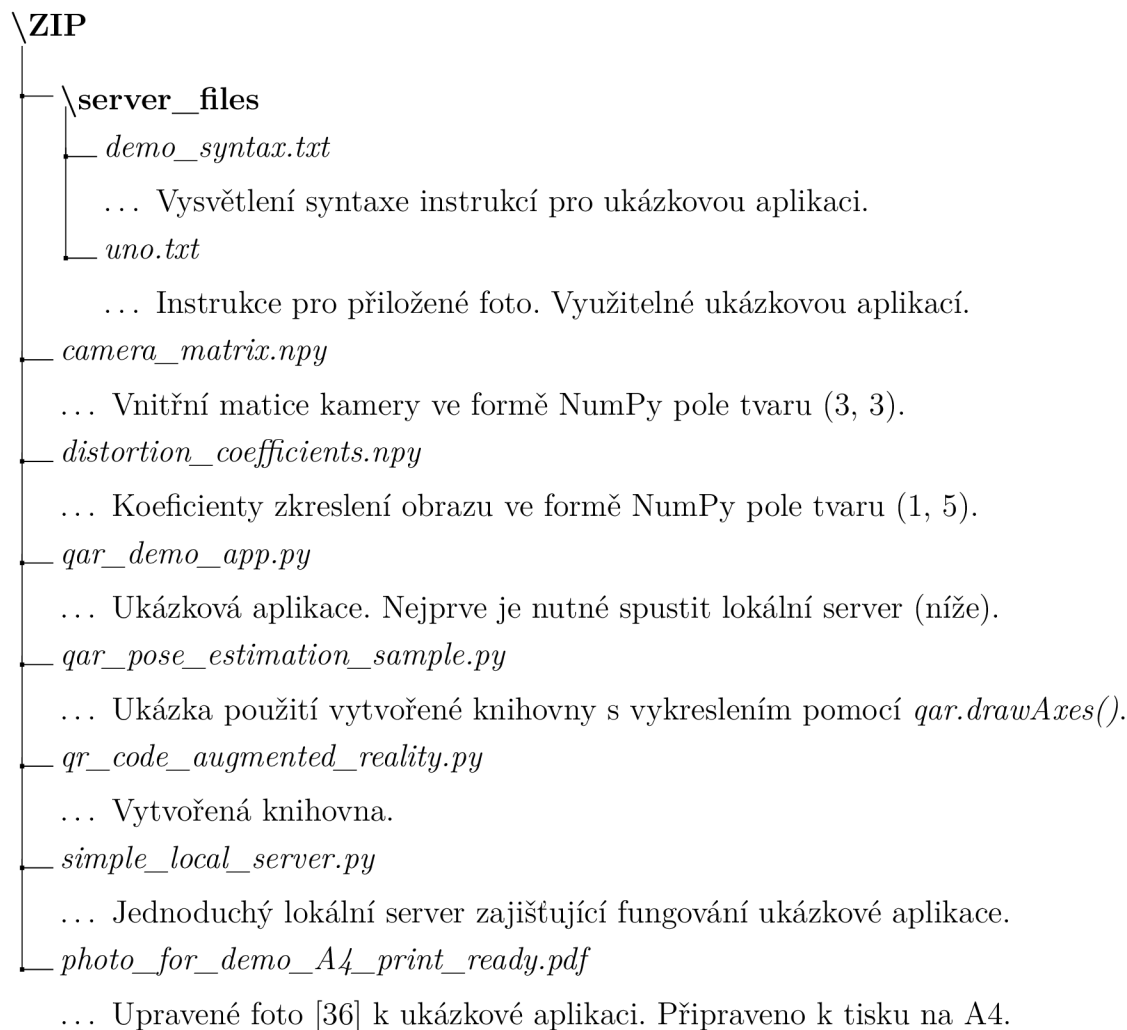 \ZIP
\server_files
demo_syntax.txt
... Vysvětlení syntaxe instrukcí pro ukázkovou aplikaci.
uno.txt
... Instrukce pro přiložené foto. Využitelné ukázkovou aplikací.
camera_matrix.npy
... Vnitřní matice kamery ve formě NumPy pole tvaru (3, 3).
distortion_coefficients.npy
... Koeficienty zkreslení obrazu ve formě NumPy pole tvaru (1, 5).
qar_demo_app.py
... Ukázková aplikace. Nejprve je nutné spustit lokální server (níže).
qar_pose_estimation_sample.py
... Ukázka použití vytvořené knihovny s vykreslením pomocí qar.drawAxes().
qr_code_augmented_reality.py
... Vytvořená knihovna.
simple_local_server.py
... Jednoduchý lokální server zajišťující fungování ukázkové aplikace.
photo_for_demo_A4_print_ready.pdf
... Upravené foto [36] k ukázkové aplikaci. Připraveno k tisku na A4.